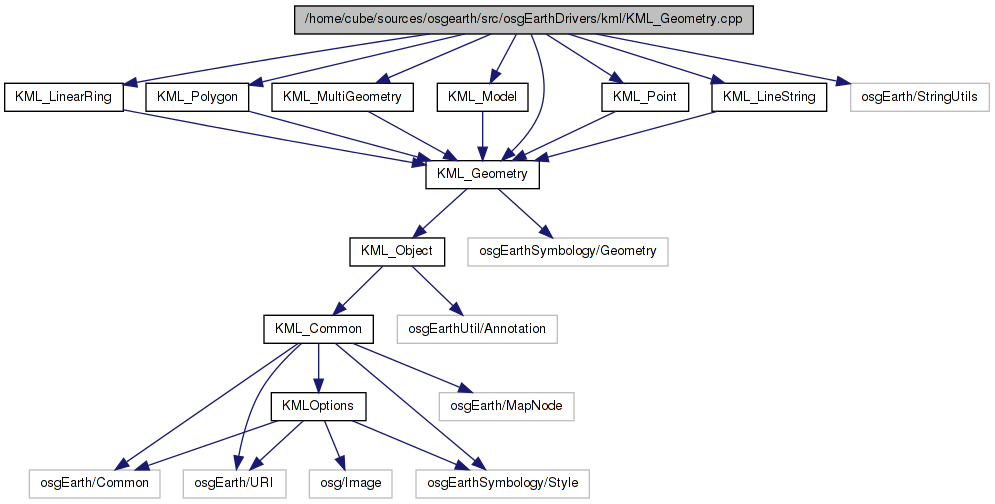 /home/cube/sources/osgearth/src/osgEarthDrivers/kml/KML_Geometry.cpp
KML_LinearRing
KML_Polygon
KML_MultiGeometry
KML_Model
KML_Point
KML_LineString
osgEarth/StringUtils
KML_Geometry
KML_Object
osgEarthSymbology/Geometry
KML_Common
osgEarthUtil/Annotation
KMLOptions
osgEarth/MapNode
osgEarth/Common
osgEarth/URI
osg/Image
osgEarthSymbology/Style